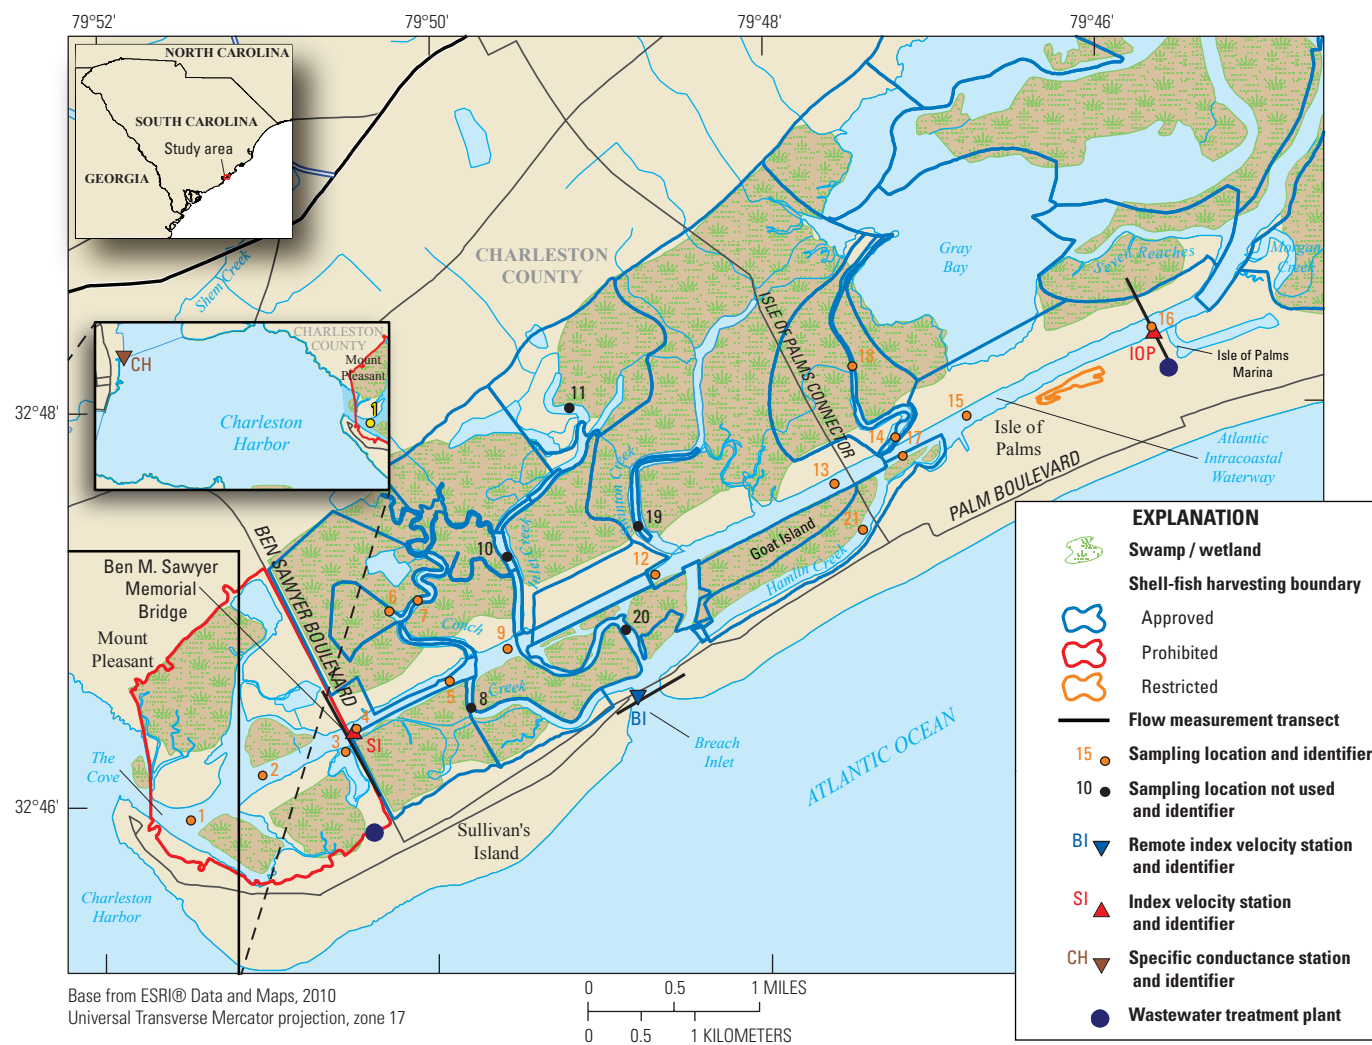 79°52'
79°50'
79°48'
79°46'
NORTH CAROLINA
SOUTH CAROLINA
Study area
GEORGIA
Shem Creek
CHARLESTON
COUNTY
Gray
Bay
Seven Reaches
Morgan
Creek
16
IOP
Isle of Palms
Marina
CHARLESTON
COUNTY
Mount
Pleasant
CH
1
Charleston
Harbor
32°48'
ISLE OF PALMS CONNECTOR
18
11
15
Isle of
Palms
14
17
13
Atlantic
Intracoastal
Waterway
PALM BOULEVARD
19
21
Goat Island
Hamlin Creek
10
12
BEN SAWYER BOULEVARD
Ben M. Sawyer
Memorial
Bridge
Mount
Pleasant
6
7
Conch
Creek
9
20
5
8
4
SI
3
BI
Breach
Inlet
ATLANTIC OCEAN
The
Cove
2
1
32°46'
Sullivan's
Island
Charleston
Harbor
EXPLANATION
Swamp / wetland
Shell-fish harvesting boundary
Approved
Prohibited
Restricted
Flow measurement transect
15 Sampling location and identifier
10 Sampling location not used
and identifier
BI Remote index velocity station
and identifier
SI Index velocity station
and identifier
CH Specific conductance station
and identifier
Wastewater treatment plant
Base from ESRI® Data and Maps, 2010
Universal Transverse Mercator projection, zone 17
0 0.5 1 MILES
0 0.5 1 KILOMETERS